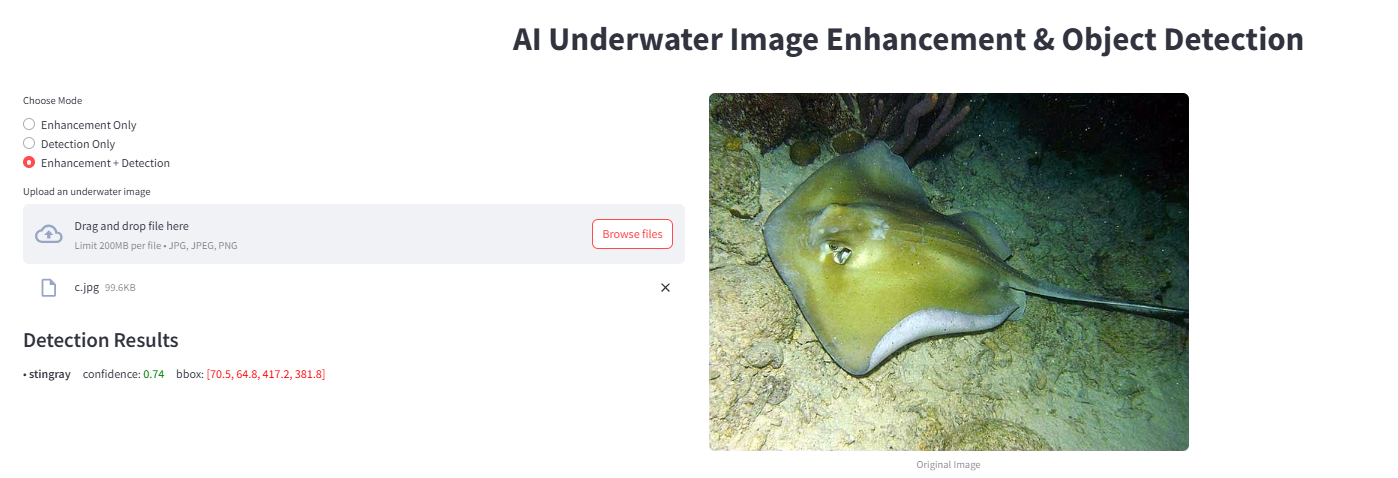 AI Underwater Image Enhancement & Object Detection
Choose Mode
Enhancement Only
Detection Only
Enhancement + Detection
Upload an underwater image
Drag and drop file here
Limit 200MB per file • JPG, JPEG, PNG
Browse files
c.jpg 99.6KB
Detection Results
• stingray confidence: 0.74 bbox: [70.5, 64.8, 417.2, 381.8]
Original Image